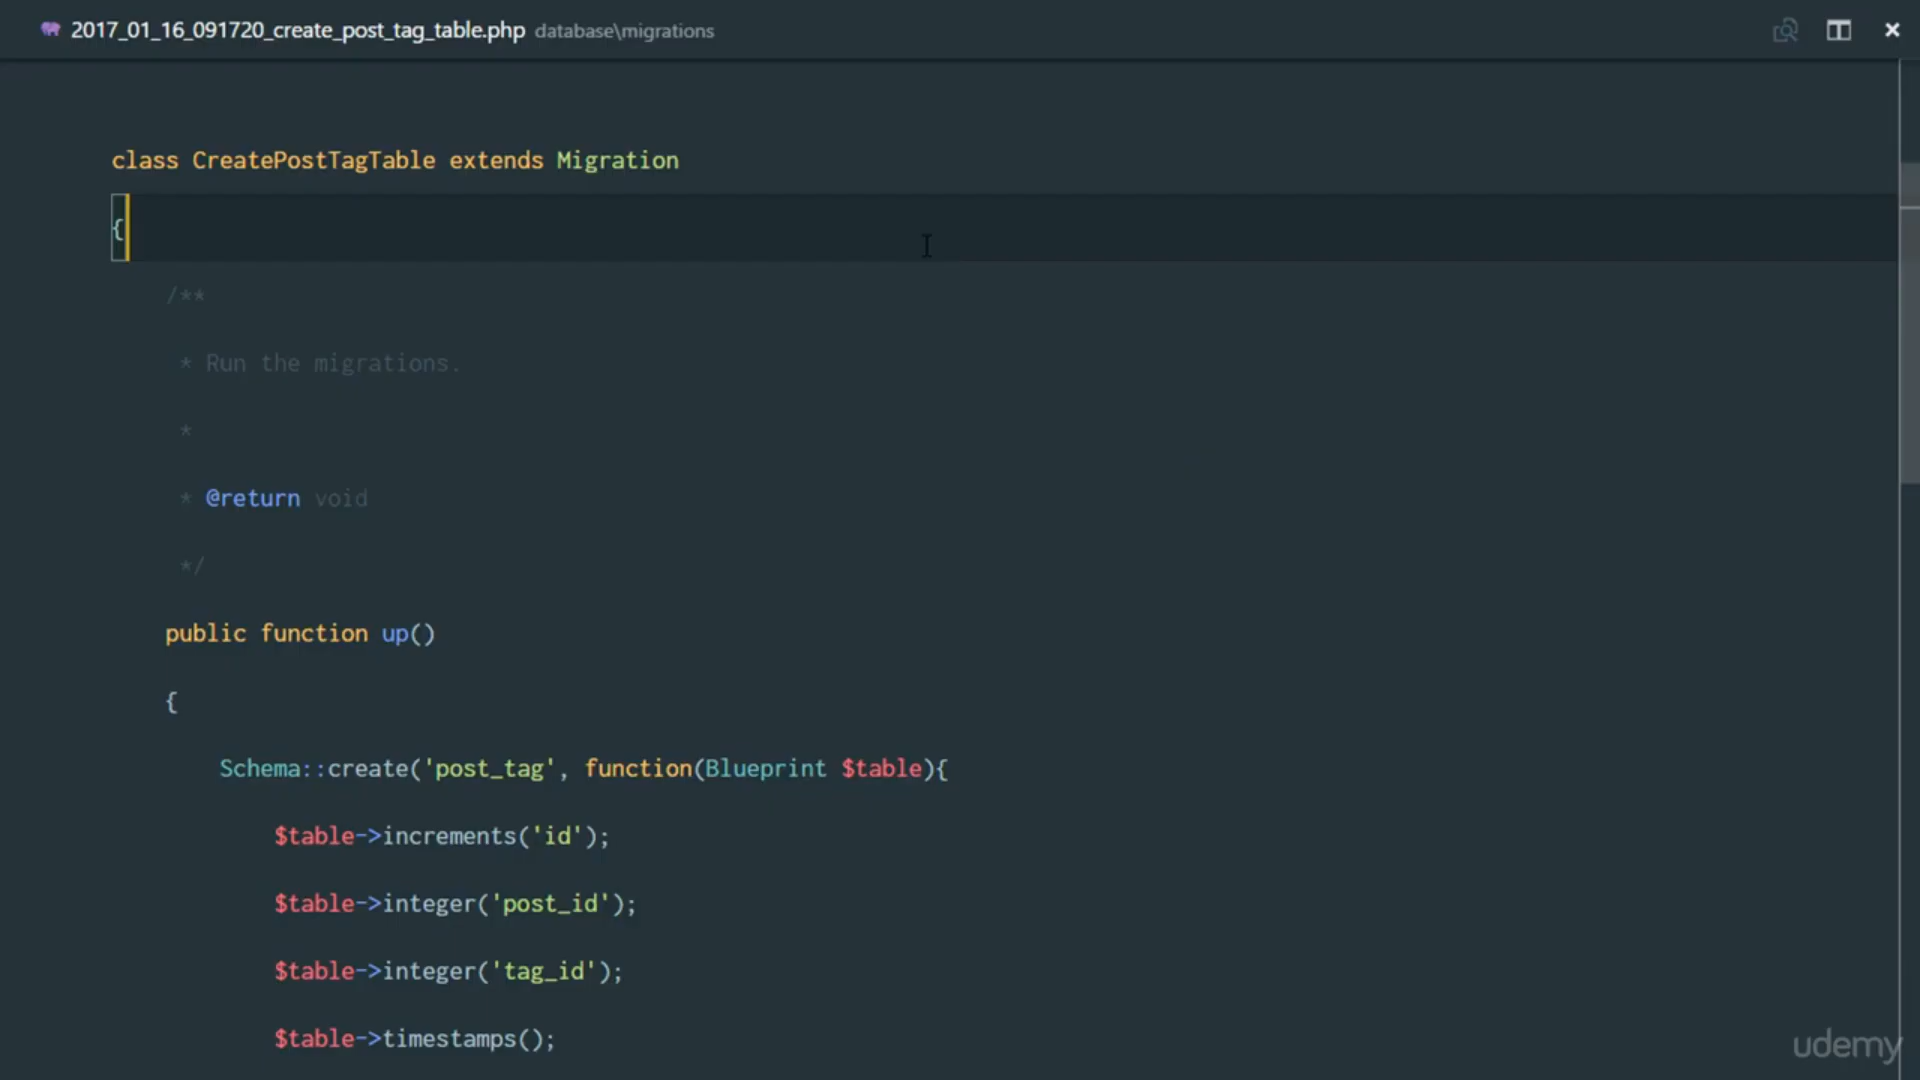 2017_01_16_091720_create_post_tag_table.php database\migrations
class CreatePostTagTable extends Migration
{
/**
* Run the migrations.
*
* @return void
*/
public function up()
{
Schema::create('post_tag', function(Blueprint $table){
$table->increments('id');
$table->integer('post_id');
$table->integer('tag_id');
$table->timestamps();
udemy